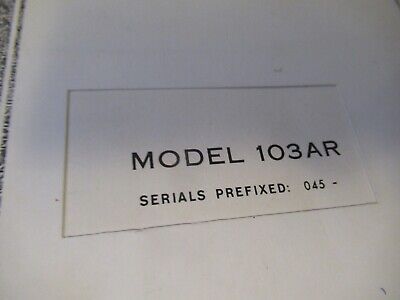 MODEL 103AR
SERIALS PREFIXED: 045 -